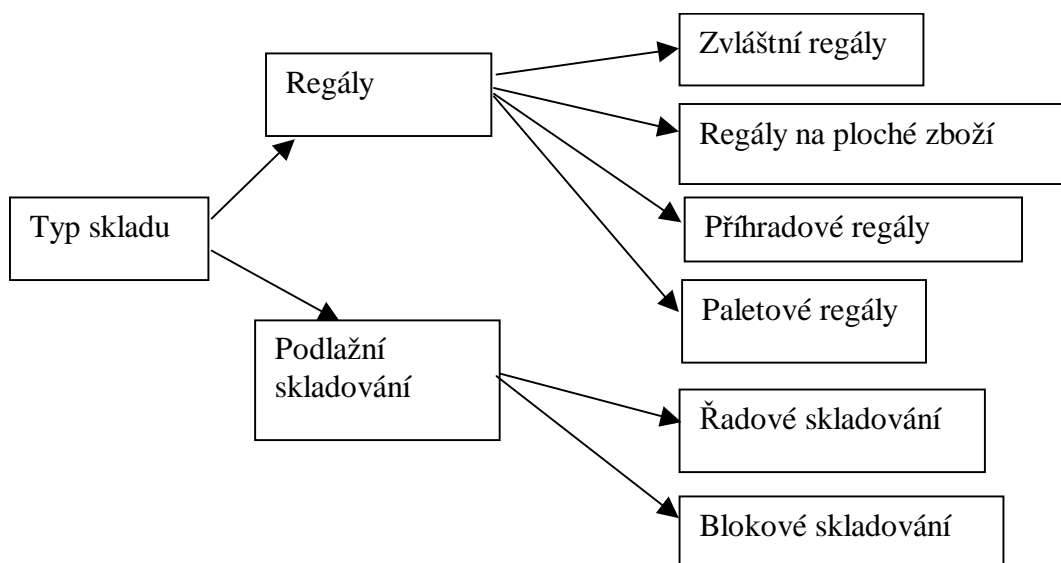 Typ skladu
Regály
Zvláštní regály
Regály na ploché zboží
Příhradové regály
Paletové regály
Podlažní
skladování
Řadové skladování
Blokové skladování